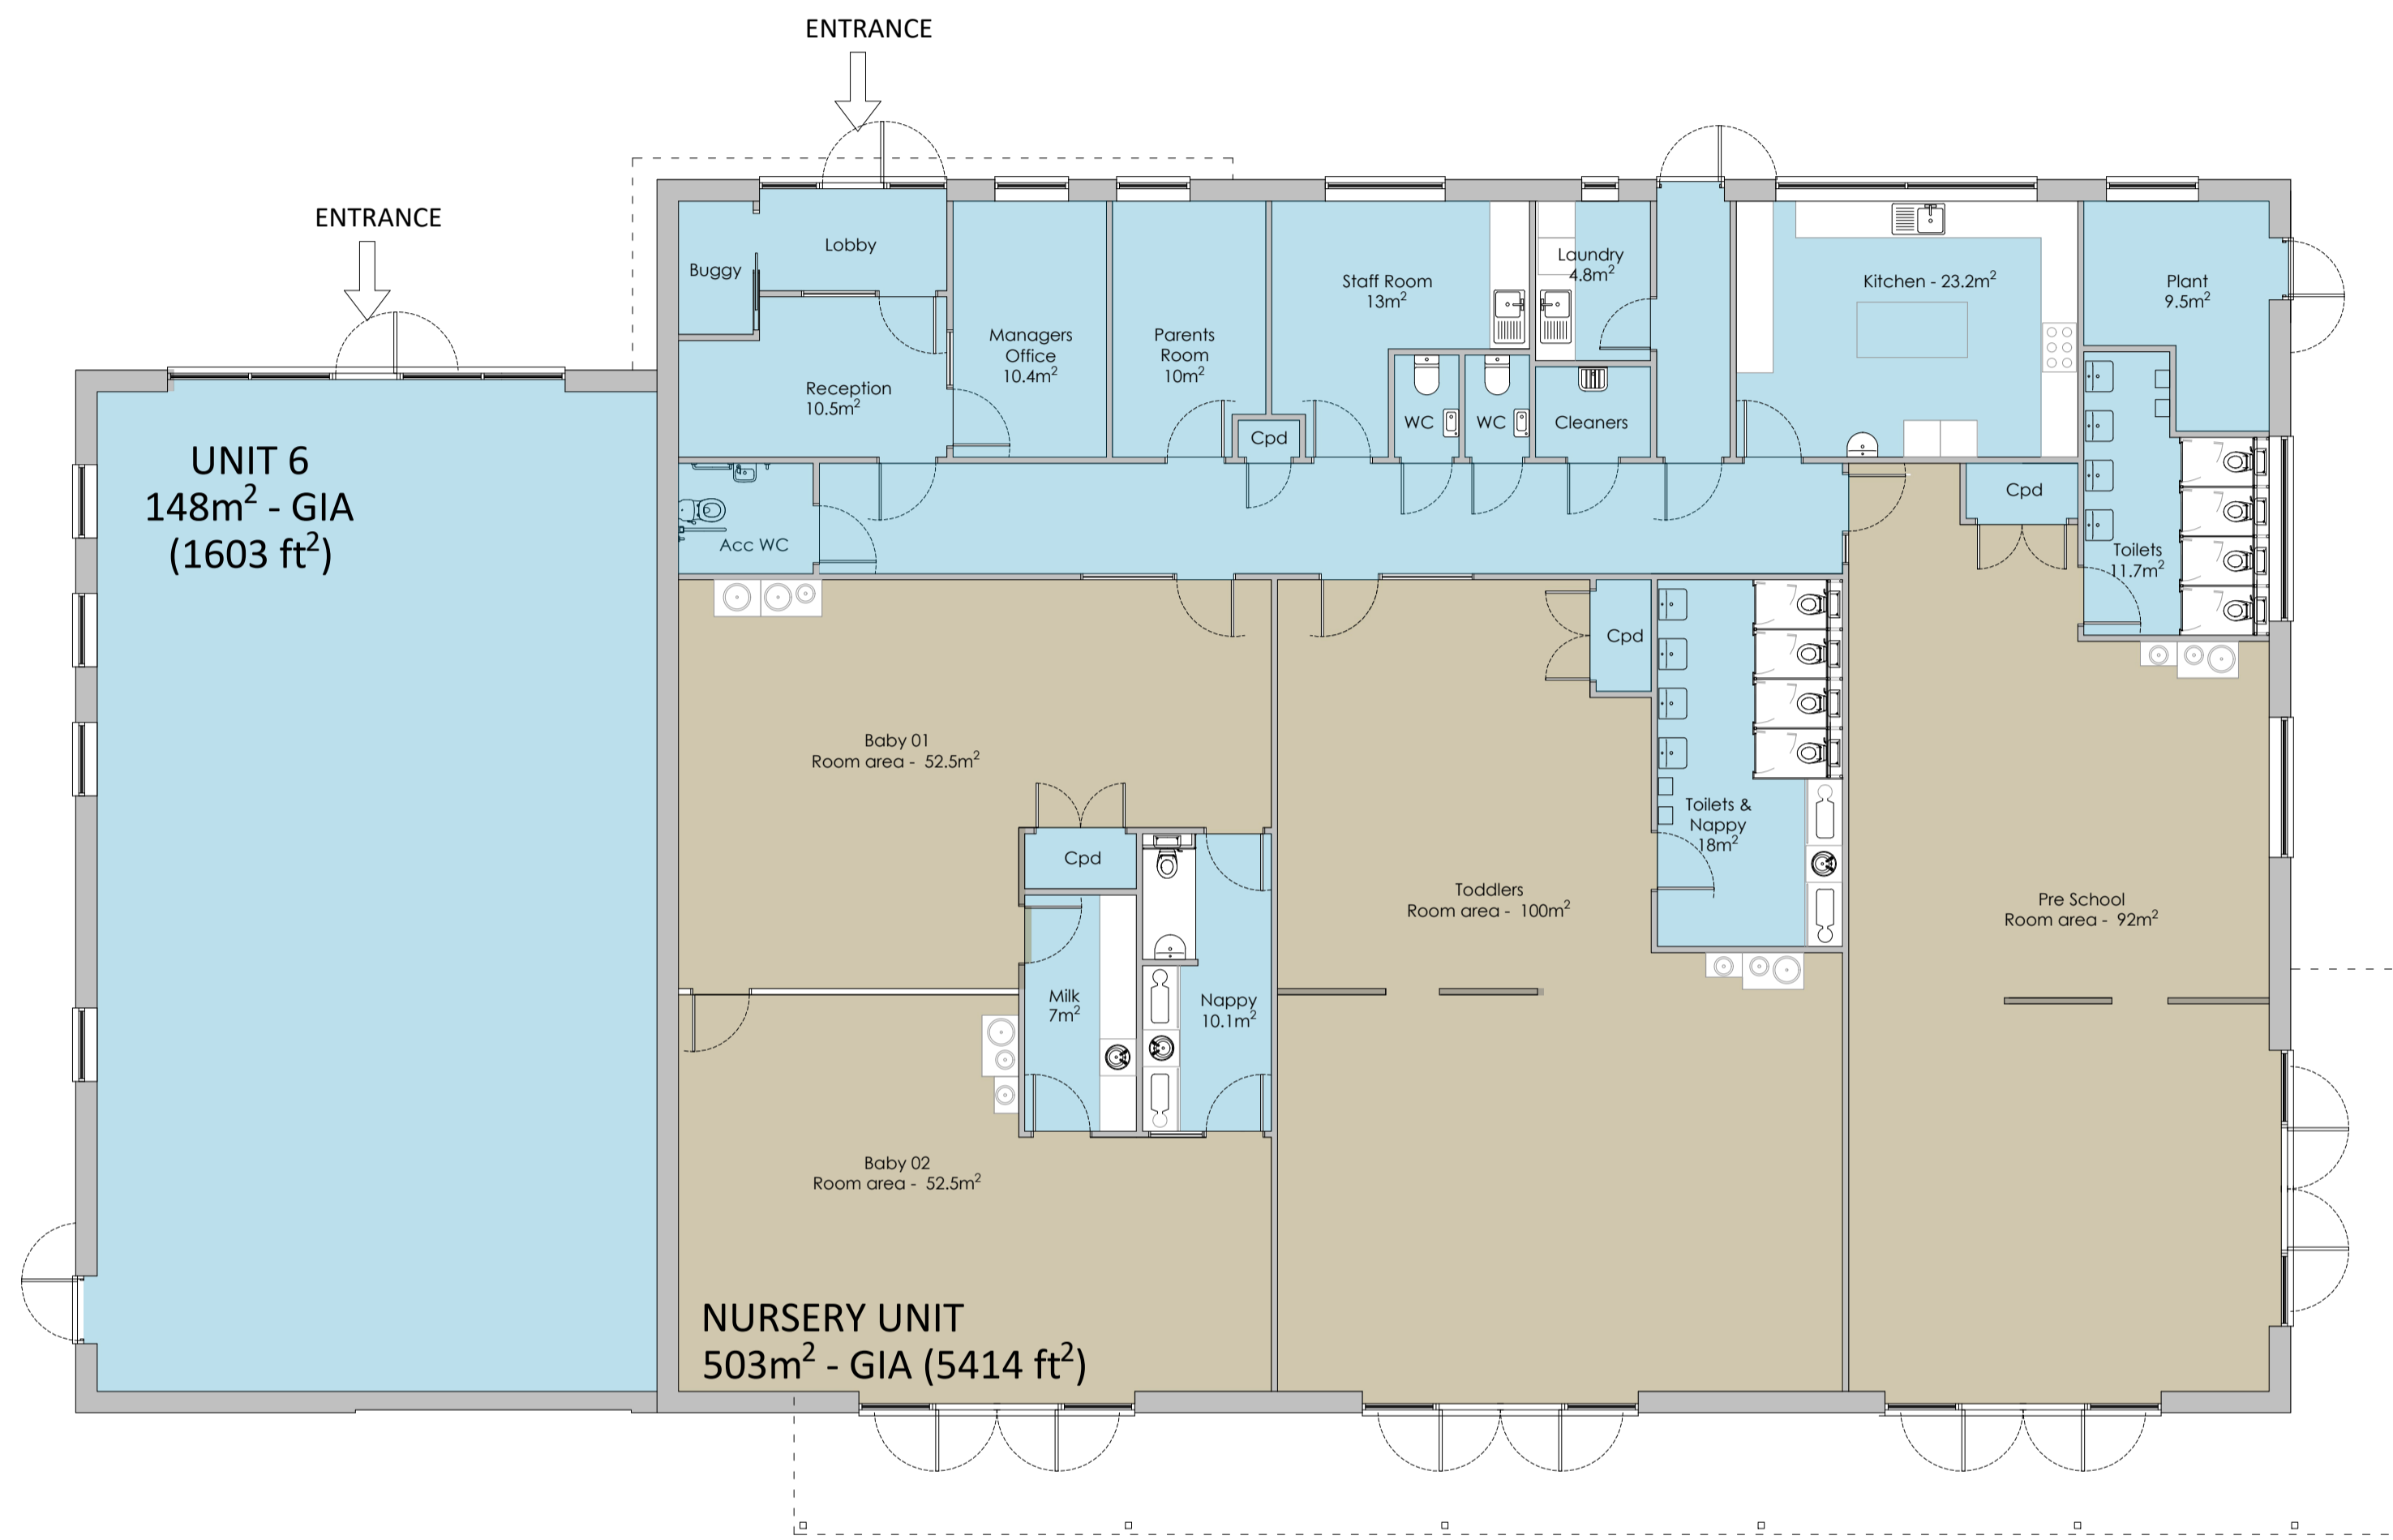 ENTRANCE
ENTRANCE
Lobby
Buggy
Laundry
4.8m²
Staff Room
13m²
Kitchen - 23.2m²
Plant
9.5m²
Managers
Office
10.4m²
Parents
Room
10m²
Reception
10.5m²
WC
WC
Cleaners
Cpd
UNIT 6
148m² - GIA
(1603 ft²)
Cpd
Acc WC
Toilets
11.7m²
Cpd
Baby 01
Room area - 52.5m²
Toilets &
Nappy
18m²
Cpd
Toddlers
Room area - 100m²
Pre School
Room area - 92m²
Milk
7m²
Nappy
10.1m²
Baby 02
Room area - 52.5m²
NURSERY UNIT
503m² - GIA (5414 ft²)